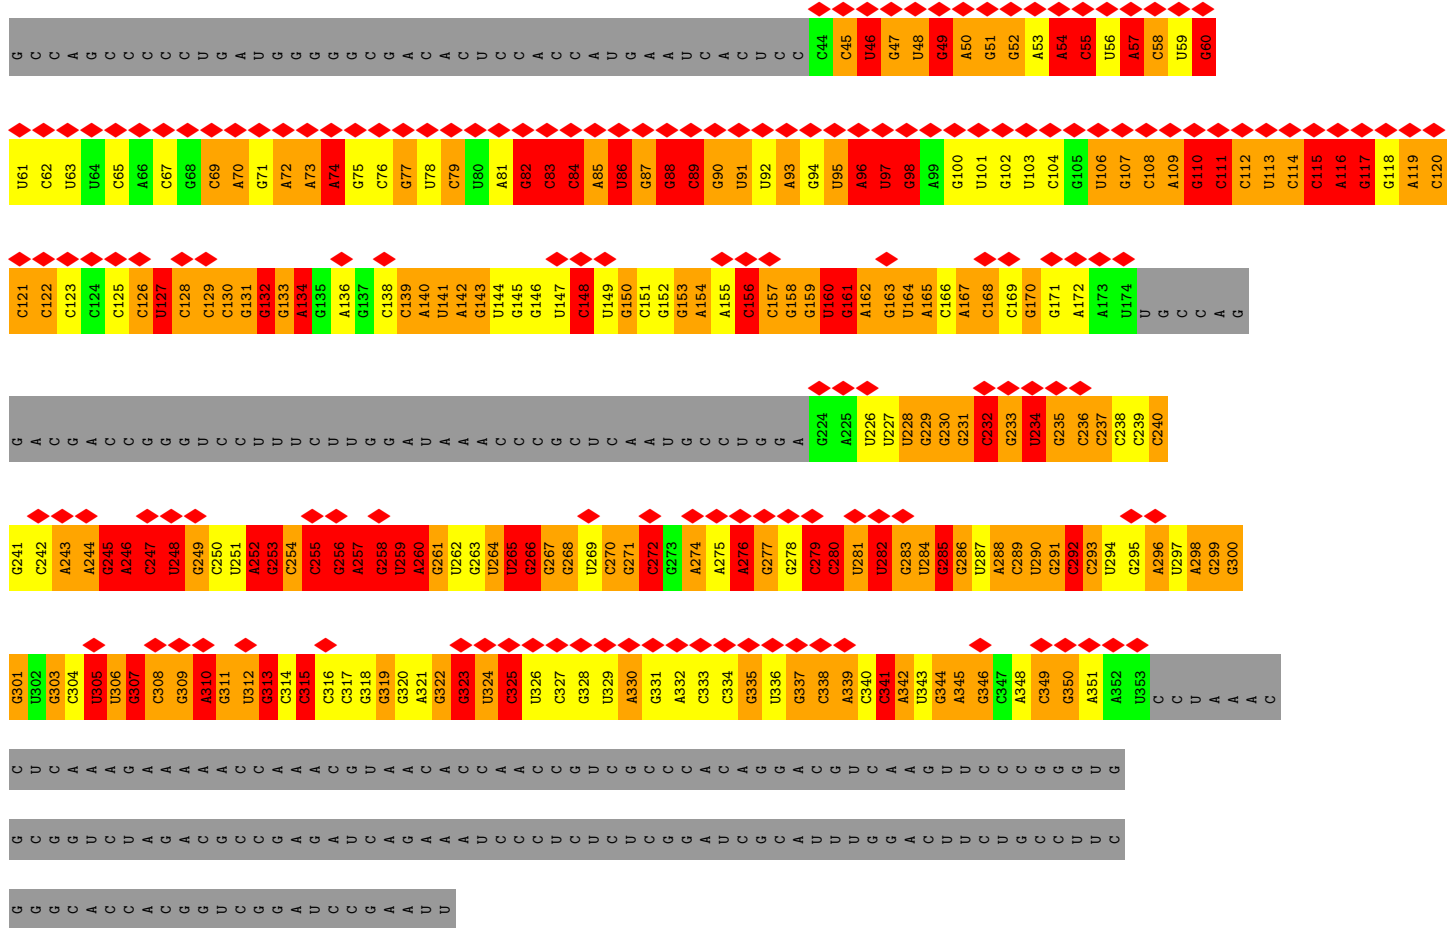 G C C A G C C C C C U G A U G G G G G C G A C A C U C C A C C A U G A A U C A C U C C C44 C45 U46 G47 U48 G49 A50 G51 G52 A53 A54 C55 U56 A57 C58 U59 G60
U61 C62 U63 U64 C65 A66 C67 G68 C69 A70 G71 A72 A73 A74 G75 C76 G77 U78 C79 U80 A81 G82 C83 C84 A85 U86 G87 G88 C89 G90 U91 U92 A93 G94 U95 A96 U97 G98 A99 G100 U101 G102 U103 C104 G105 U106 G107 C108 A109 G110 C111 C112 U113 C114 C115 A116 G117 G118 A119 C120
C121 C122 C123 C124 C125 C126 U127 C128 C129 C130 G131 G132 G133 A134 G135 A136 G137 C138 C139 A140 U141 A142 G143 U144 G145 G146 U147 C148 U149 G150 C151 G152 G153 A154 A155 C156 C157 G158 G159 U160 G161 A162 G163 U164 A165 C166 A167 C168 C169 G170 G171 A172 A173 U174 U G C C A G
G A C G A C C G G G U C C U U U C U U G G A U A A A C C C G C U C A A U G C C U G G A G224 A225 U226 U227 U228 G229 G230 G231 C232 G233 U234 G235 C236 C237 C238 C239 C240
G241 C242 A243 A244 G245 A246 C247 U248 G249 C250 U251 A252 G253 C254 C255 G256 A257 G258 U259 A260 G261 U262 G263 U264 U265 G266 G267 G268 U269 C270 G271 C272 G273 A274 A275 A276 G277 G278 C279 C280 U281 U282 G283 U284 G285 G286 U287 A288 C289 U290 G291 C292 C293 U294 G295 A296 U297 A298 G299 G300
G301 U302 G303 C304 U305 U306 G307 C308 G309 A310 G311 U312 G313 C314 C315 C316 C317 G318 G319 G320 A321 G322 G323 U324 C325 U326 C327 G328 U329 A330 G331 A332 C333 C334 G335 U336 G337 C338 A339 C340 C341 A342 U343 G344 A345 G346 C347 A348 C349 G350 A351 A352 U353 C C U A A A C
C U C A A A G A A A A A C C A A A C G U A A C A C C A A C C G U C G C C C A C A G G A C G U C A A G U U C C C G G G U G
G C G G U C U A G A C G C C G A G A U C A G A A A U C C C U C U C U C G G A U C G C A U U U G G A C U U C U G C C U U C
G G G C A C C A C G G U C G G A U C C G A A U U